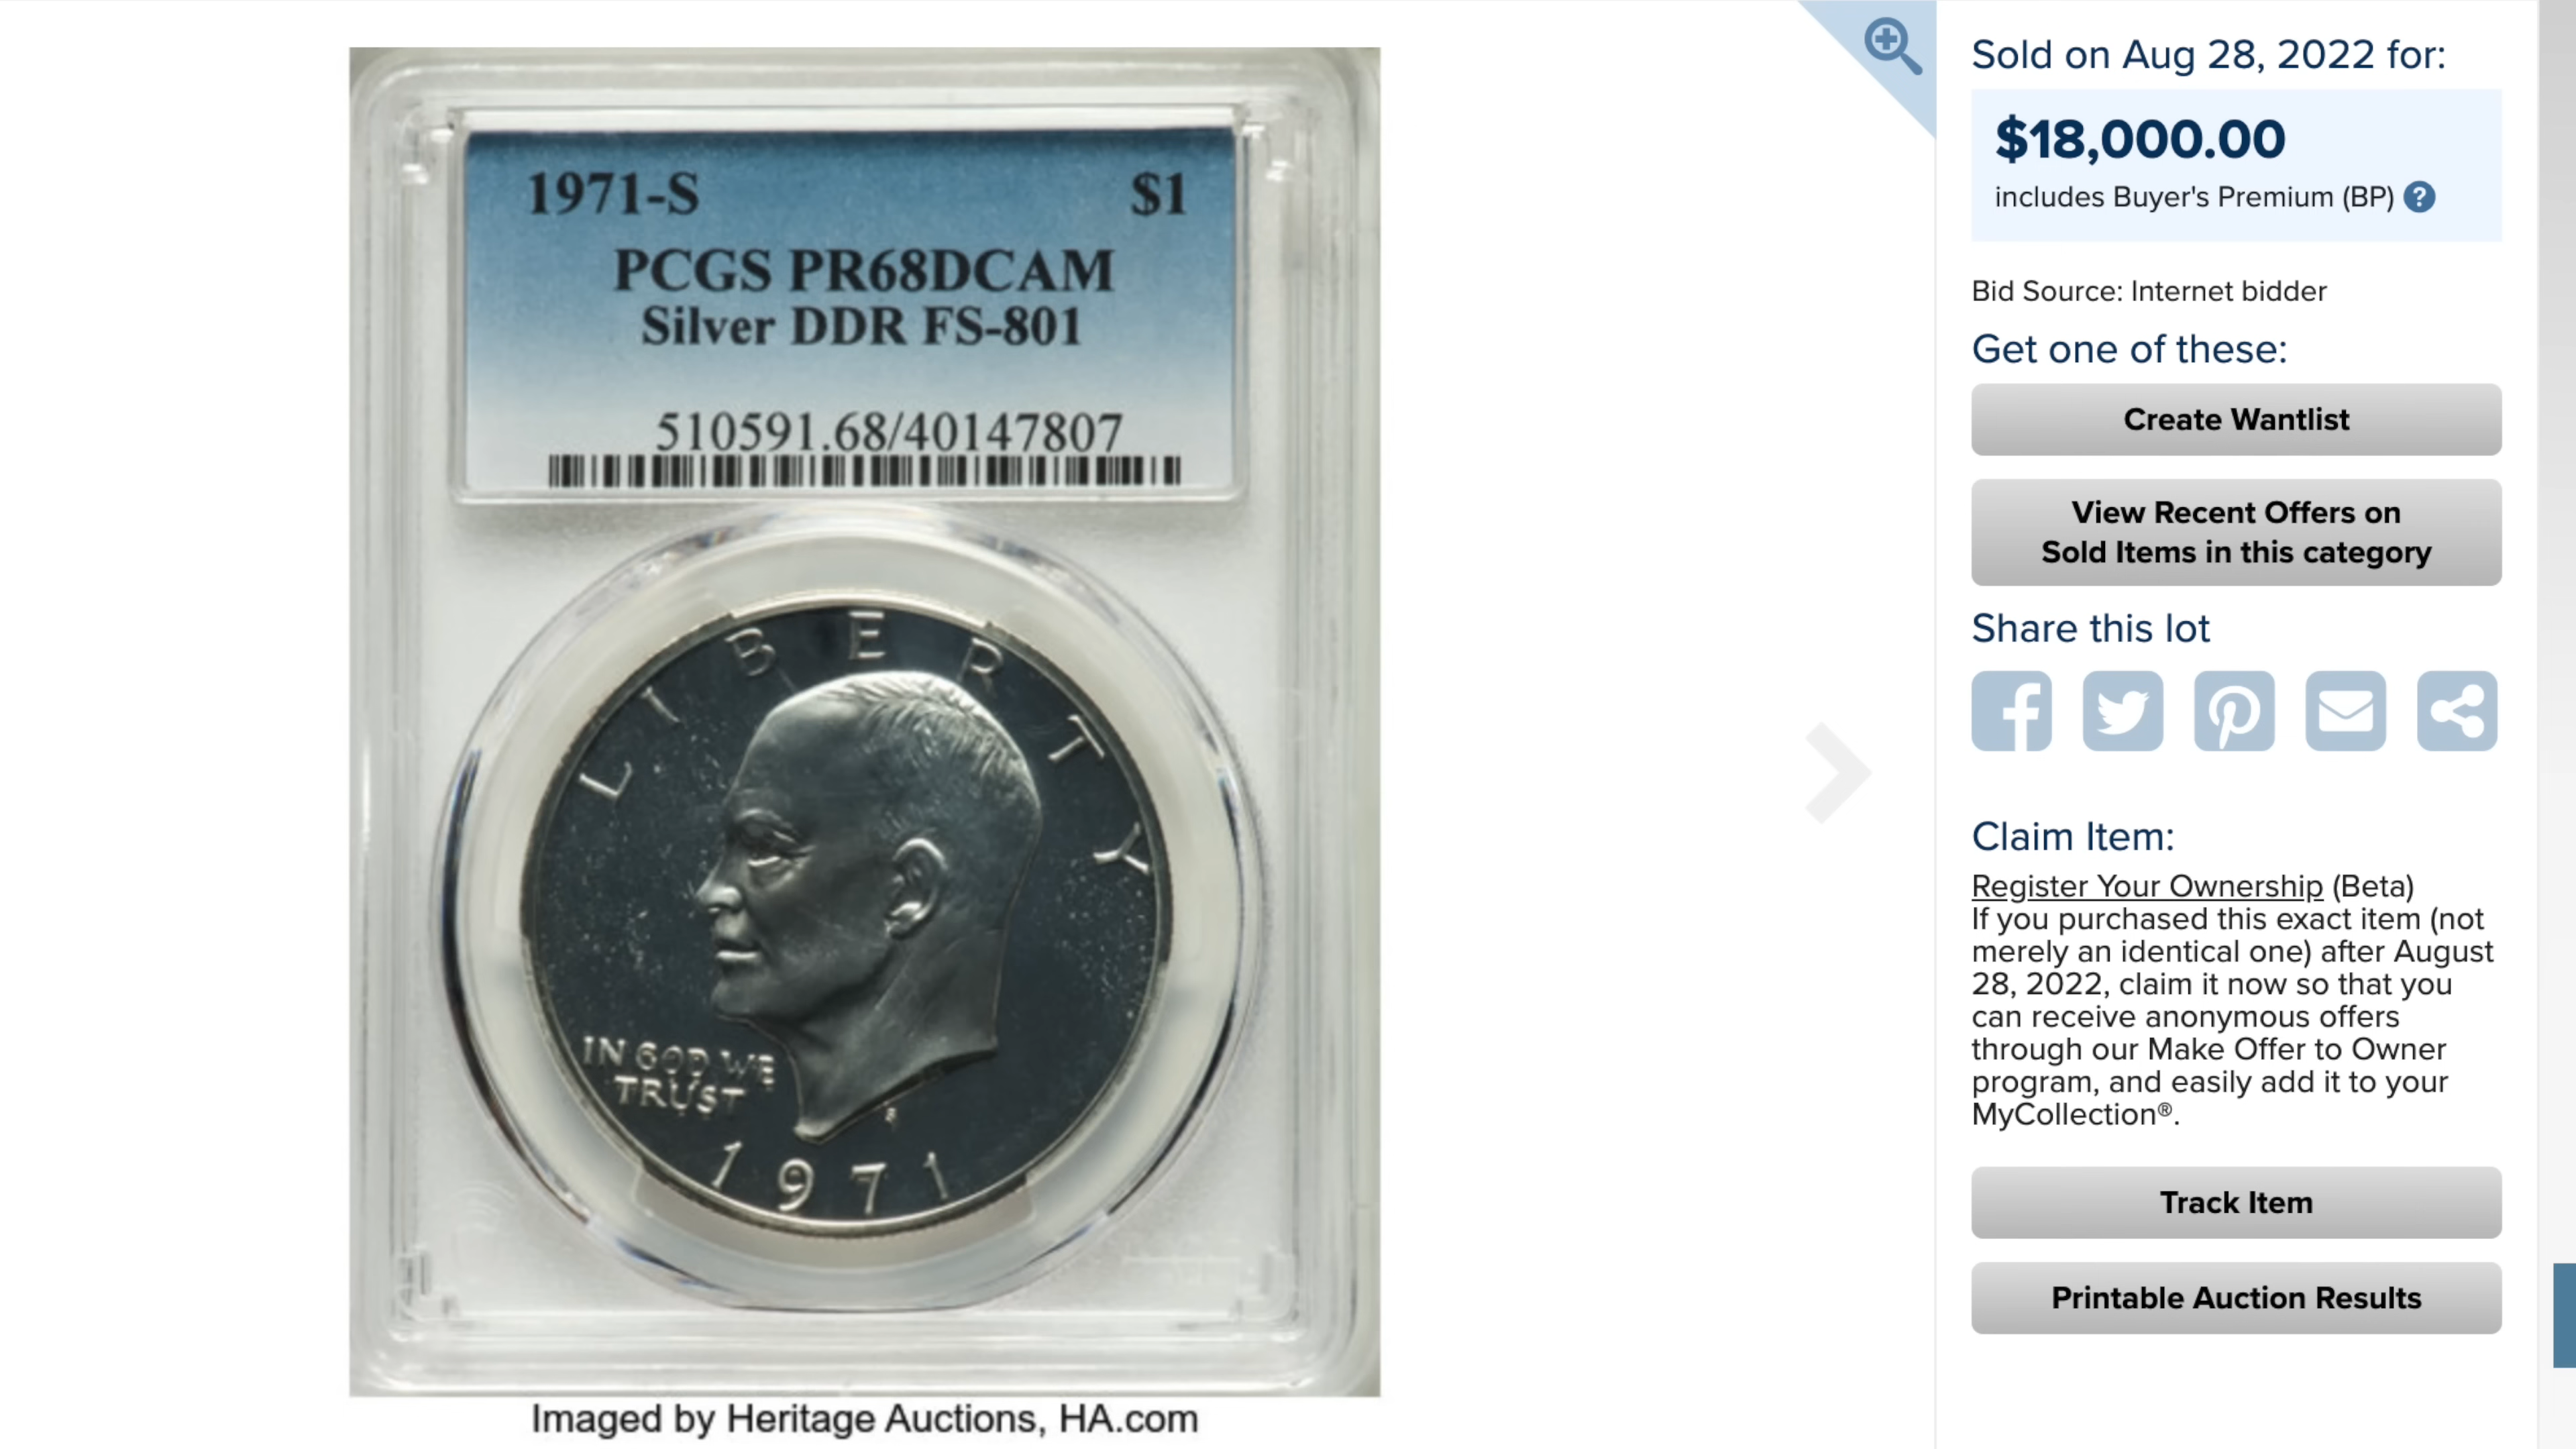 1971-S $1
PCGS PR68DCAM
Silver DDR FS-801
510591.68/40147807
LIBERTY
IN GOD WE
TRUST
S
1971
Imaged by Heritage Auctions, HA.com
Sold on Aug 28, 2022 for:
$18,000.00
includes Buyer's Premium (BP) ?
Bid Source: Internet bidder
Get one of these:
Create Wantlist
View Recent Offers on
Sold Items in this category
Share this lot
Claim Item:
Register Your Ownership (Beta)
If you purchased this exact item (not
merely an identical one) after August
28, 2022, claim it now so that you
can receive anonymous offers
through our Make Offer to Owner
program, and easily add it to your
MyCollection®.
Track Item
Printable Auction Results